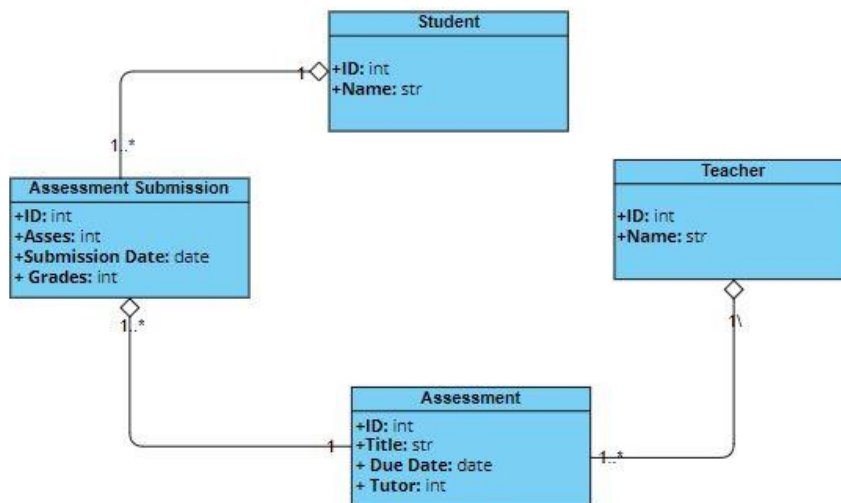 Student
+ID: int
+Name: str
1
1..*
Assessment Submission
+ID: int
+Asses: int
+Submission Date: date
+ Grades: int
1..*
Teacher
+ID: int
+Name: str
1\
Assessment
+ID: int
+Title: str
+ Due Date: date
+ Tutor: int
1
1..*